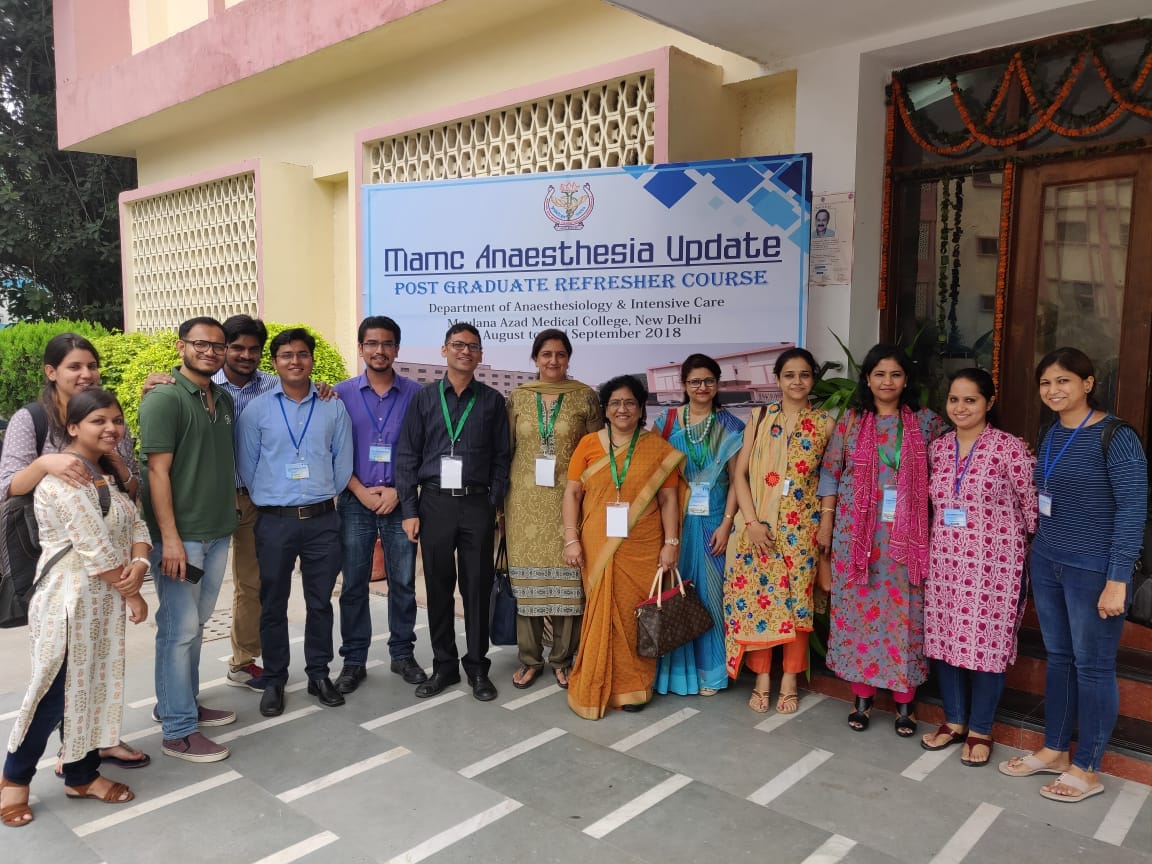 Mamc Anaesthesia Update
POST GRADUATE REFRESHER COURSE
Department of Anaesthesiology & Intensive Care
Maulana Azad Medical College, New Delhi
August to September 2018